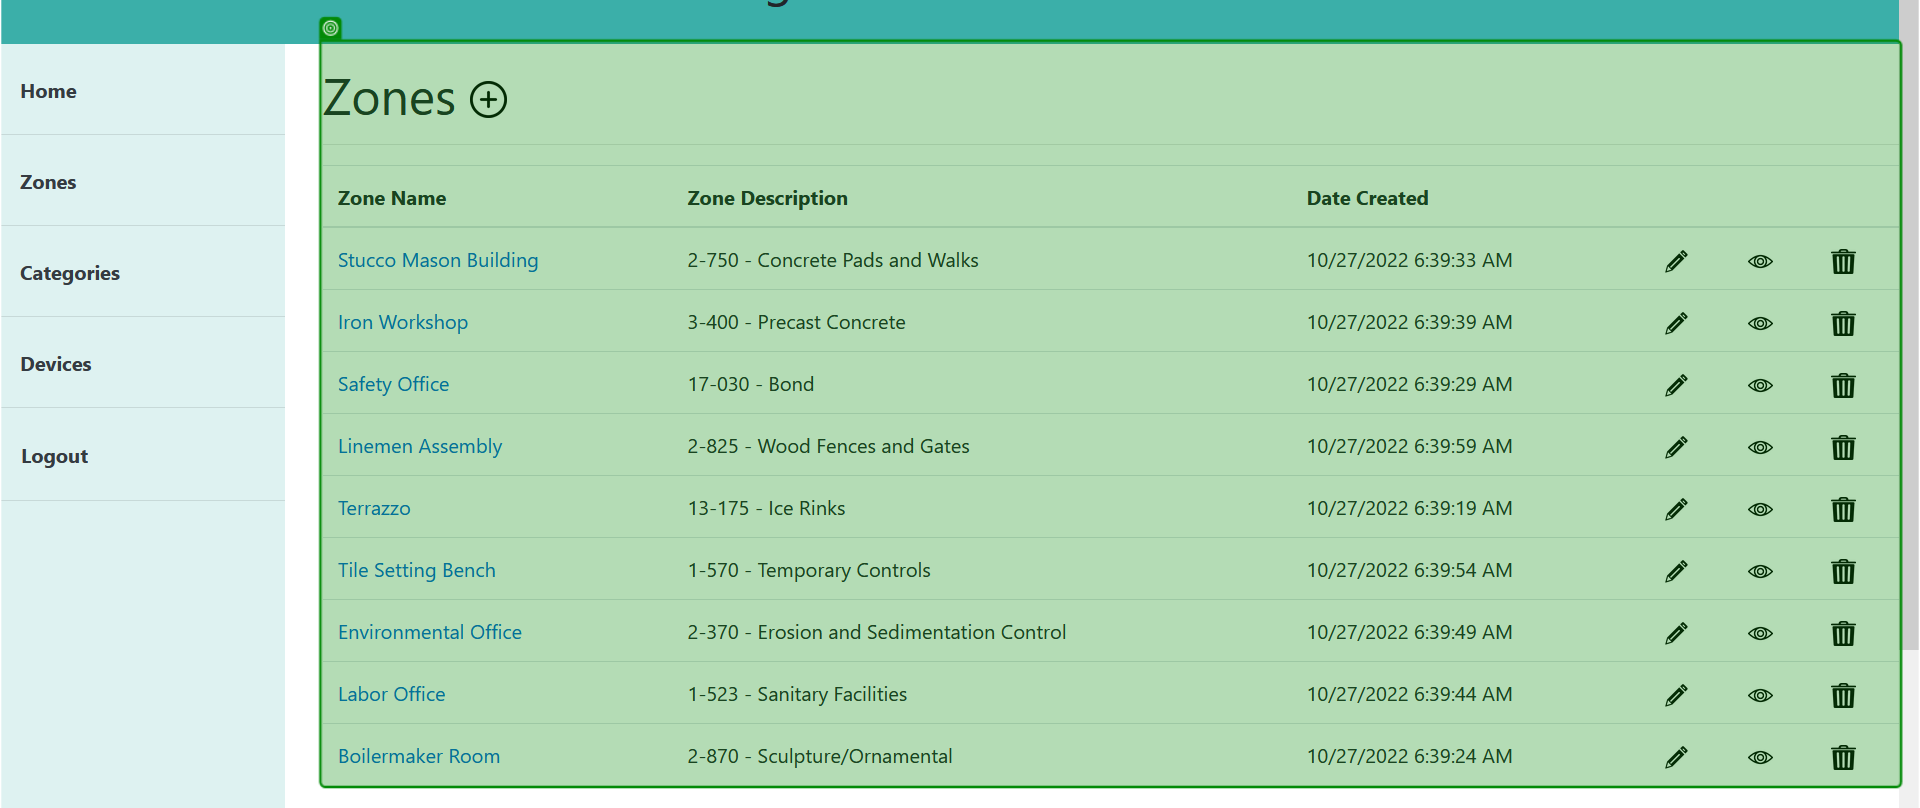 Home
Zones
Categories
Devices
Logout
Zones
Zone Name Zone Description Date Created
Stucco Mason Building 2-750 - Concrete Pads and Walks 10/27/2022 6:39:33 AM
Iron Workshop 3-400 - Precast Concrete 10/27/2022 6:39:39 AM
Safety Office 17-030 - Bond 10/27/2022 6:39:29 AM
Linemen Assembly 2-825 - Wood Fences and Gates 10/27/2022 6:39:59 AM
Terrazzo 13-175 - Ice Rinks 10/27/2022 6:39:19 AM
Tile Setting Bench 1-570 - Temporary Controls 10/27/2022 6:39:54 AM
Environmental Office 2-370 - Erosion and Sedimentation Control 10/27/2022 6:39:49 AM
Labor Office 1-523 - Sanitary Facilities 10/27/2022 6:39:44 AM
Boilermaker Room 2-870 - Sculpture/Ornamental 10/27/2022 6:39:24 AM